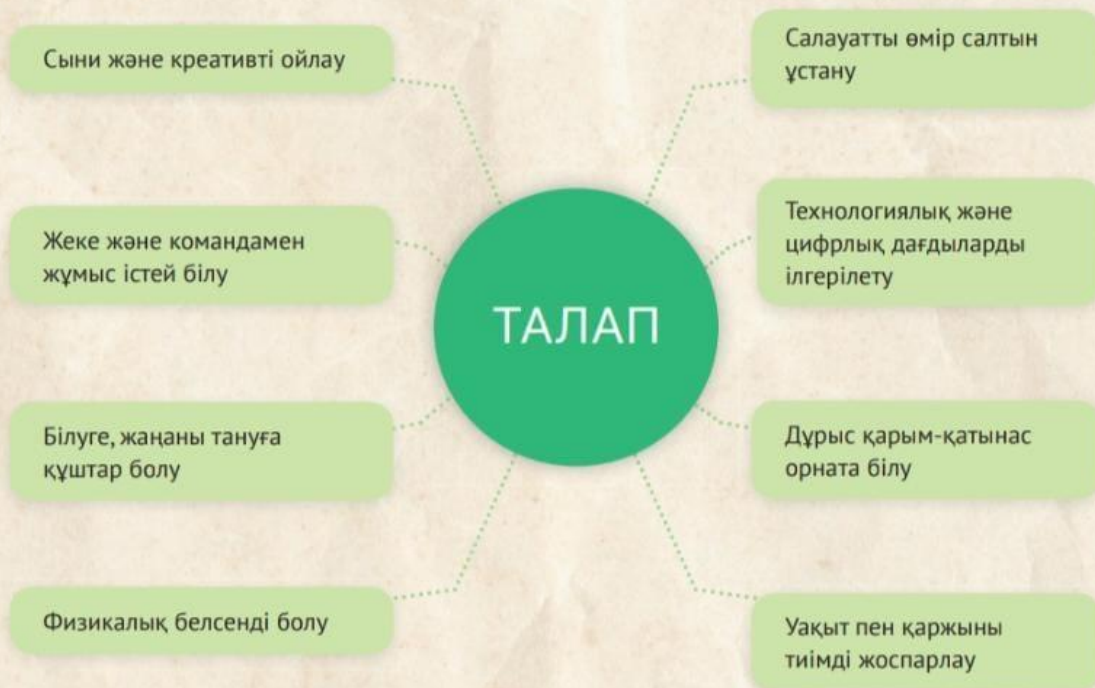 Сыни және креативті ойлау
Жеке және командамен
жұмыс істей білу
Білуге, жаңаны тануға
құштар болу
Физикалық белсенді болу
ТАЛАП
Салауатты өмір салтын
ұстану
Технологиялық және
цифрлық дағдыларды
ілгерілету
Дұрыс қарым-қатынас
орната білу
Уақыт пен қаржыны
тиімді жоспарлау